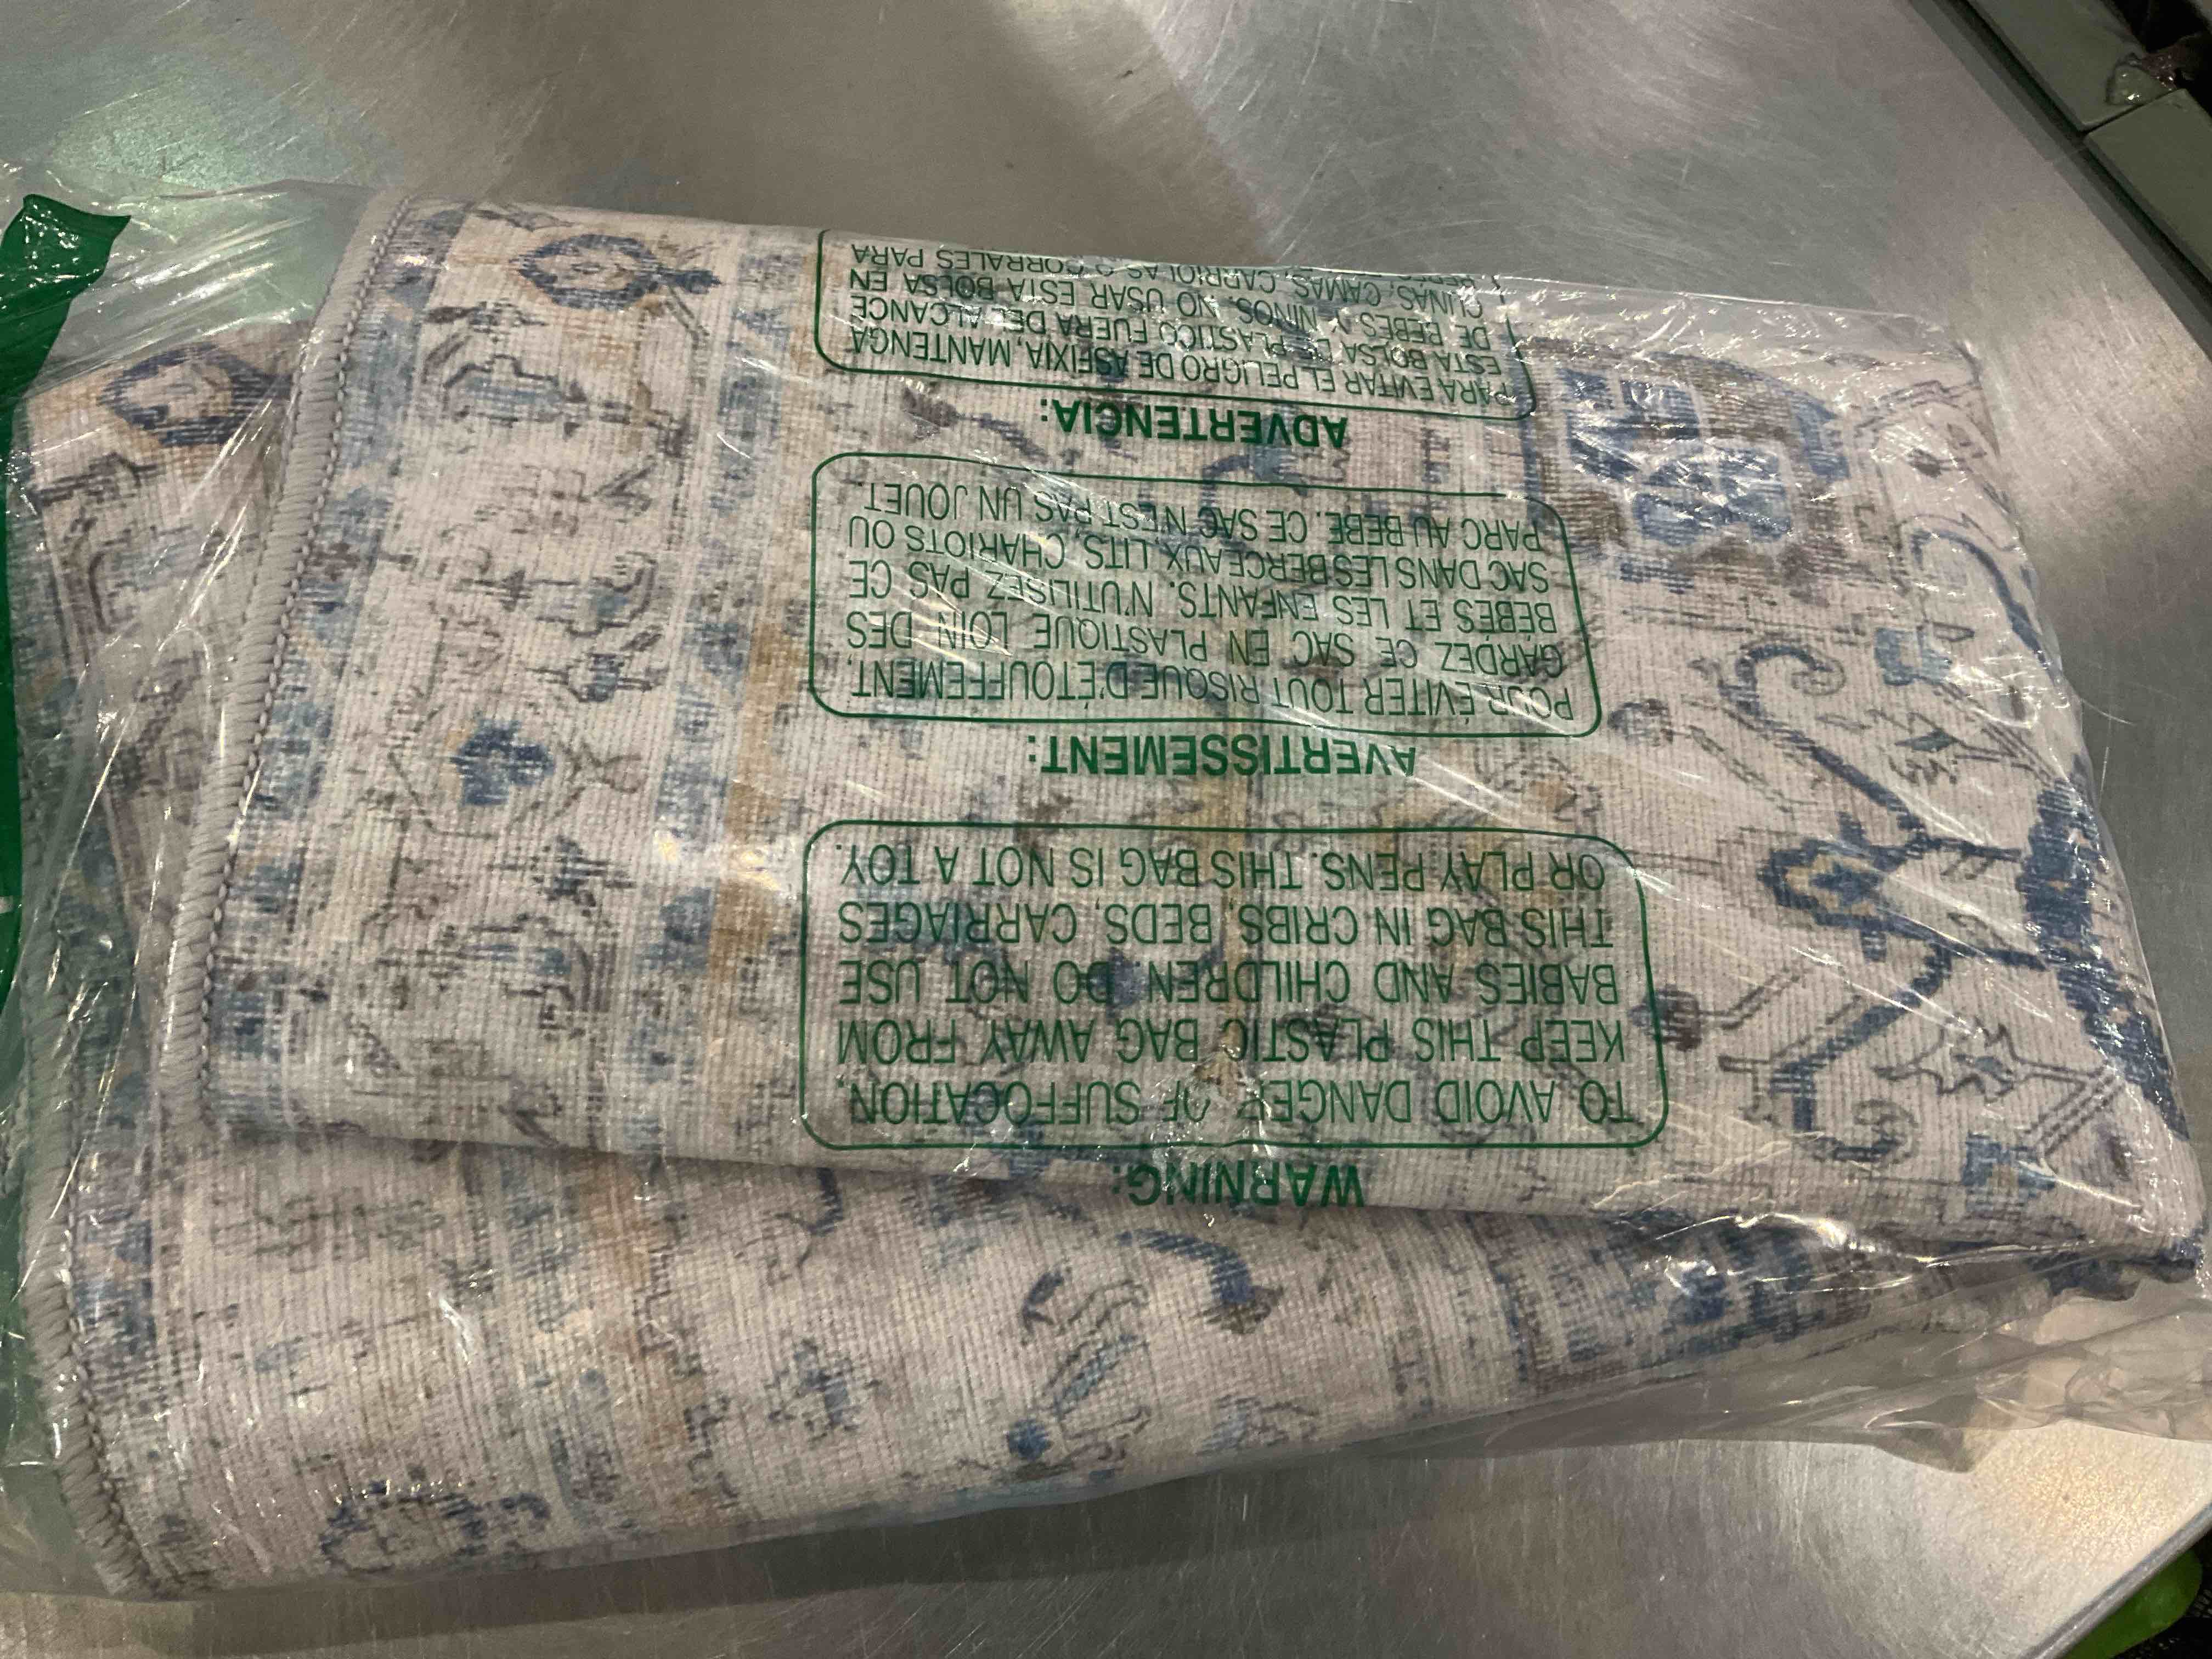 WARNING:
TO AVOID DANGER OF SUFFOCATION,
KEEP THIS PLASTIC BAG AWAY FROM
BABIES AND CHILDREN. DO NOT USE
THIS BAG IN CRIBS, BEDS, CARRIAGES
OR PLAY PENS. THIS BAG IS NOT A TOY.
AVERTISSEMENT:
POUR ÉVITER TOUT RISQUE D'ÉTOUFFEMENT,
GARDEZ CE SAC EN PLASTIQUE LOIN DES
BÉBÉS ET LES ENFANTS. N'UTILISEZ PAS CE
SAC DANS LES BERCEAUX, LITS, CHARIOTS OU
PARC AU BÉBÉ. CE SAC N'EST PAS UN JOUET.
ADVERTENCIA:
PARA EVITAR EL PELIGRO DE ASFIXIA, MANTENGA
ESTA BOLSA DE PLASTICO FUERA DEL ALCANCE
DE BEBES Y NINOS. NO USAR ESTA BOLSA EN
CUNAS, CAMAS, CARRIOLAS O CORRALES PARA